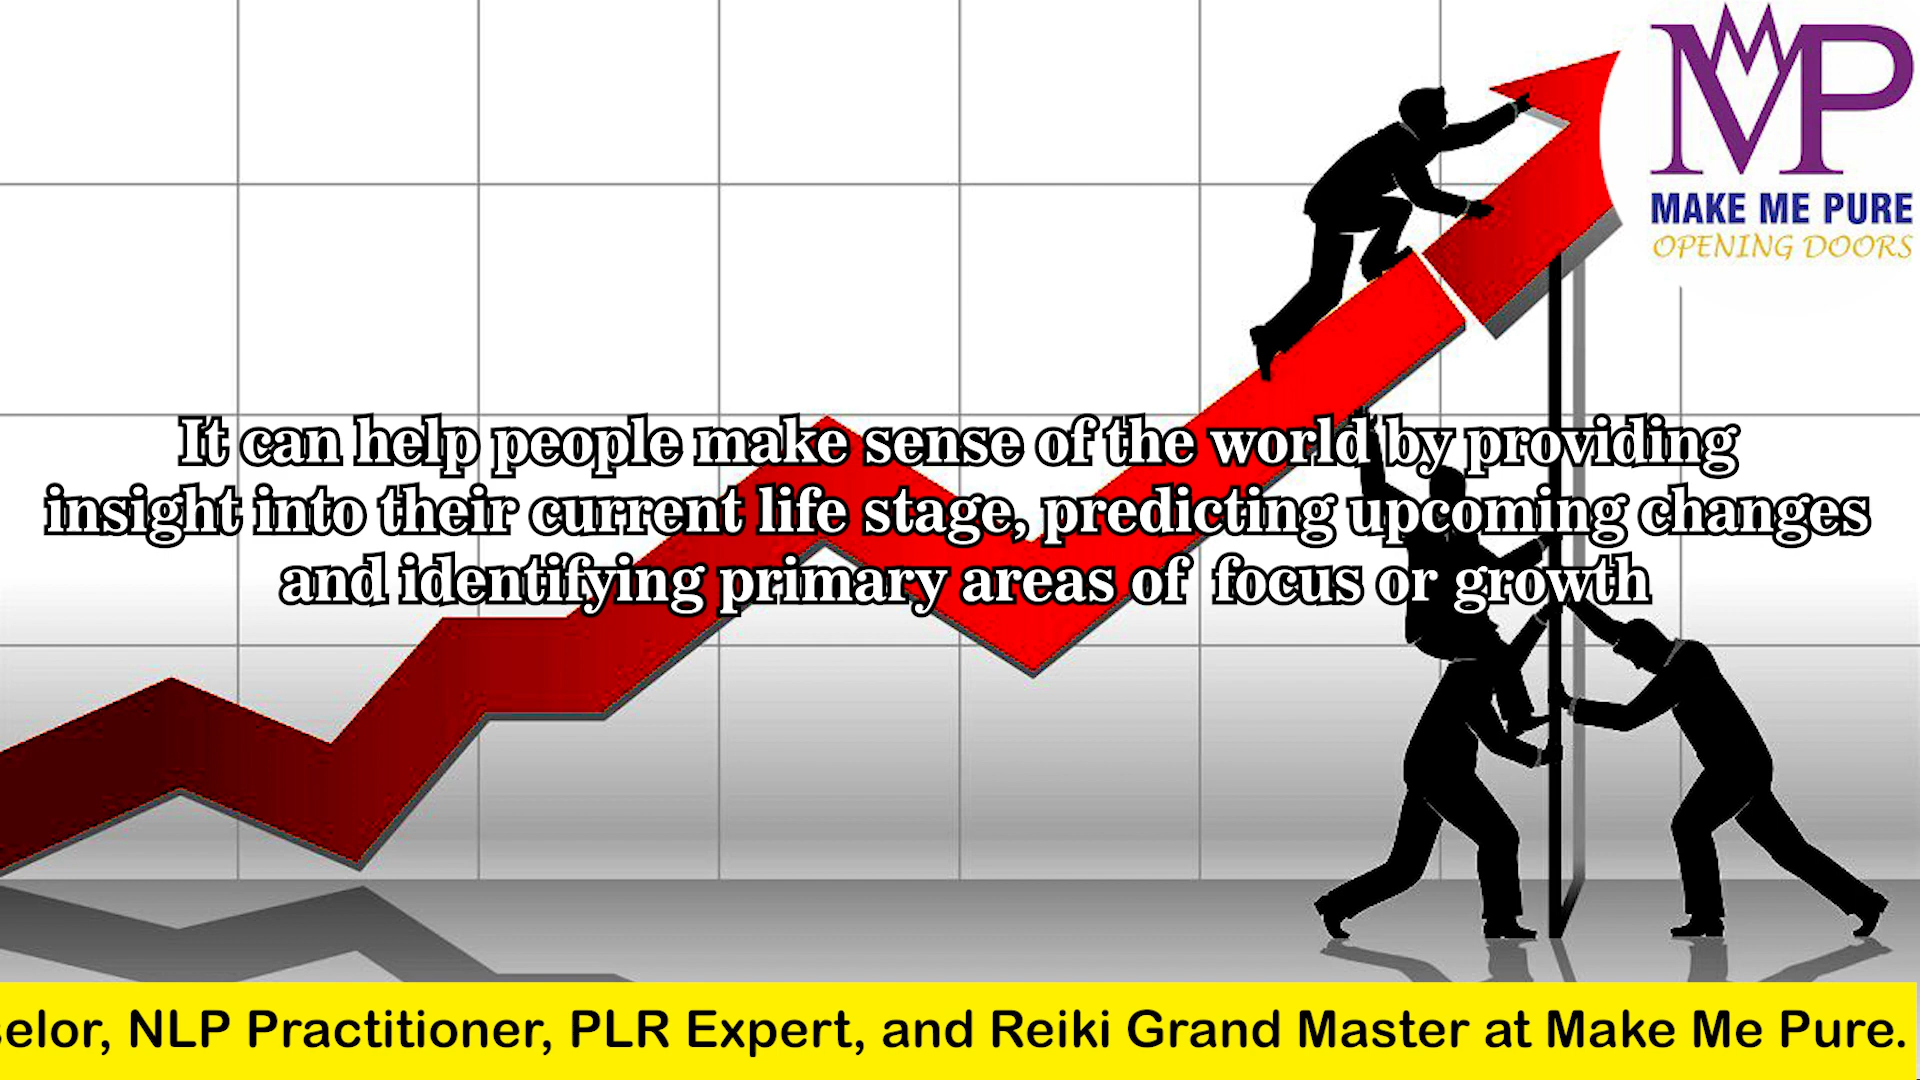 MP
MAKE ME PURE
OPENING DOORS
It can help people make sense of the world by providing
insight into their current life stage, predicting upcoming changes
and identifying primary areas of focus or growth
selor, NLP Practitioner, PLR Expert, and Reiki Grand Master at Make Me Pure.